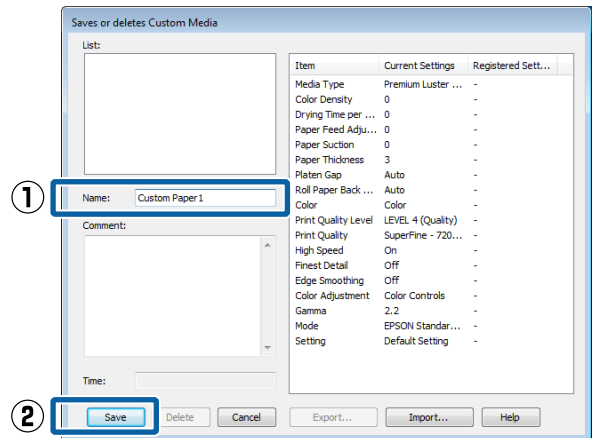 Saves or deletes Custom Media
List:
Item Current Settings Registered Sett...
Media Type Premium Luster ... -
Color Density 0 -
Drying Time per ... 0 -
Paper Feed Adju... 0 -
Paper Suction 0 -
Paper Thickness 3 -
Platen Gap Auto -
Roll Paper Back ... Auto -
Color Color -
Print Quality Level LEVEL 4 (Quality) -
Print Quality SuperFine - 720... -
High Speed On -
Finest Detail Off -
Edge Smoothing Off -
Color Adjustment Color Controls -
Gamma 2.2 -
Mode EPSON Standar... -
Setting Default Setting -
① Name: Custom Paper1
Comment:
Time:
② Save Delete Cancel Export... Import... Help